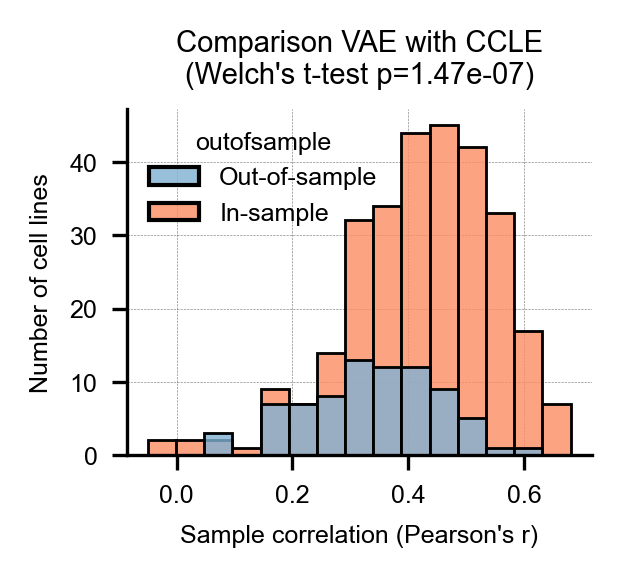 Comparison VAE with CCLE
(Welch's t-test p=1.47e-07)
outofsample
Out-of-sample
In-sample
Number of cell lines
40
30
20
10
0
0.0
0.2
0.4
0.6
Sample correlation (Pearson's r)